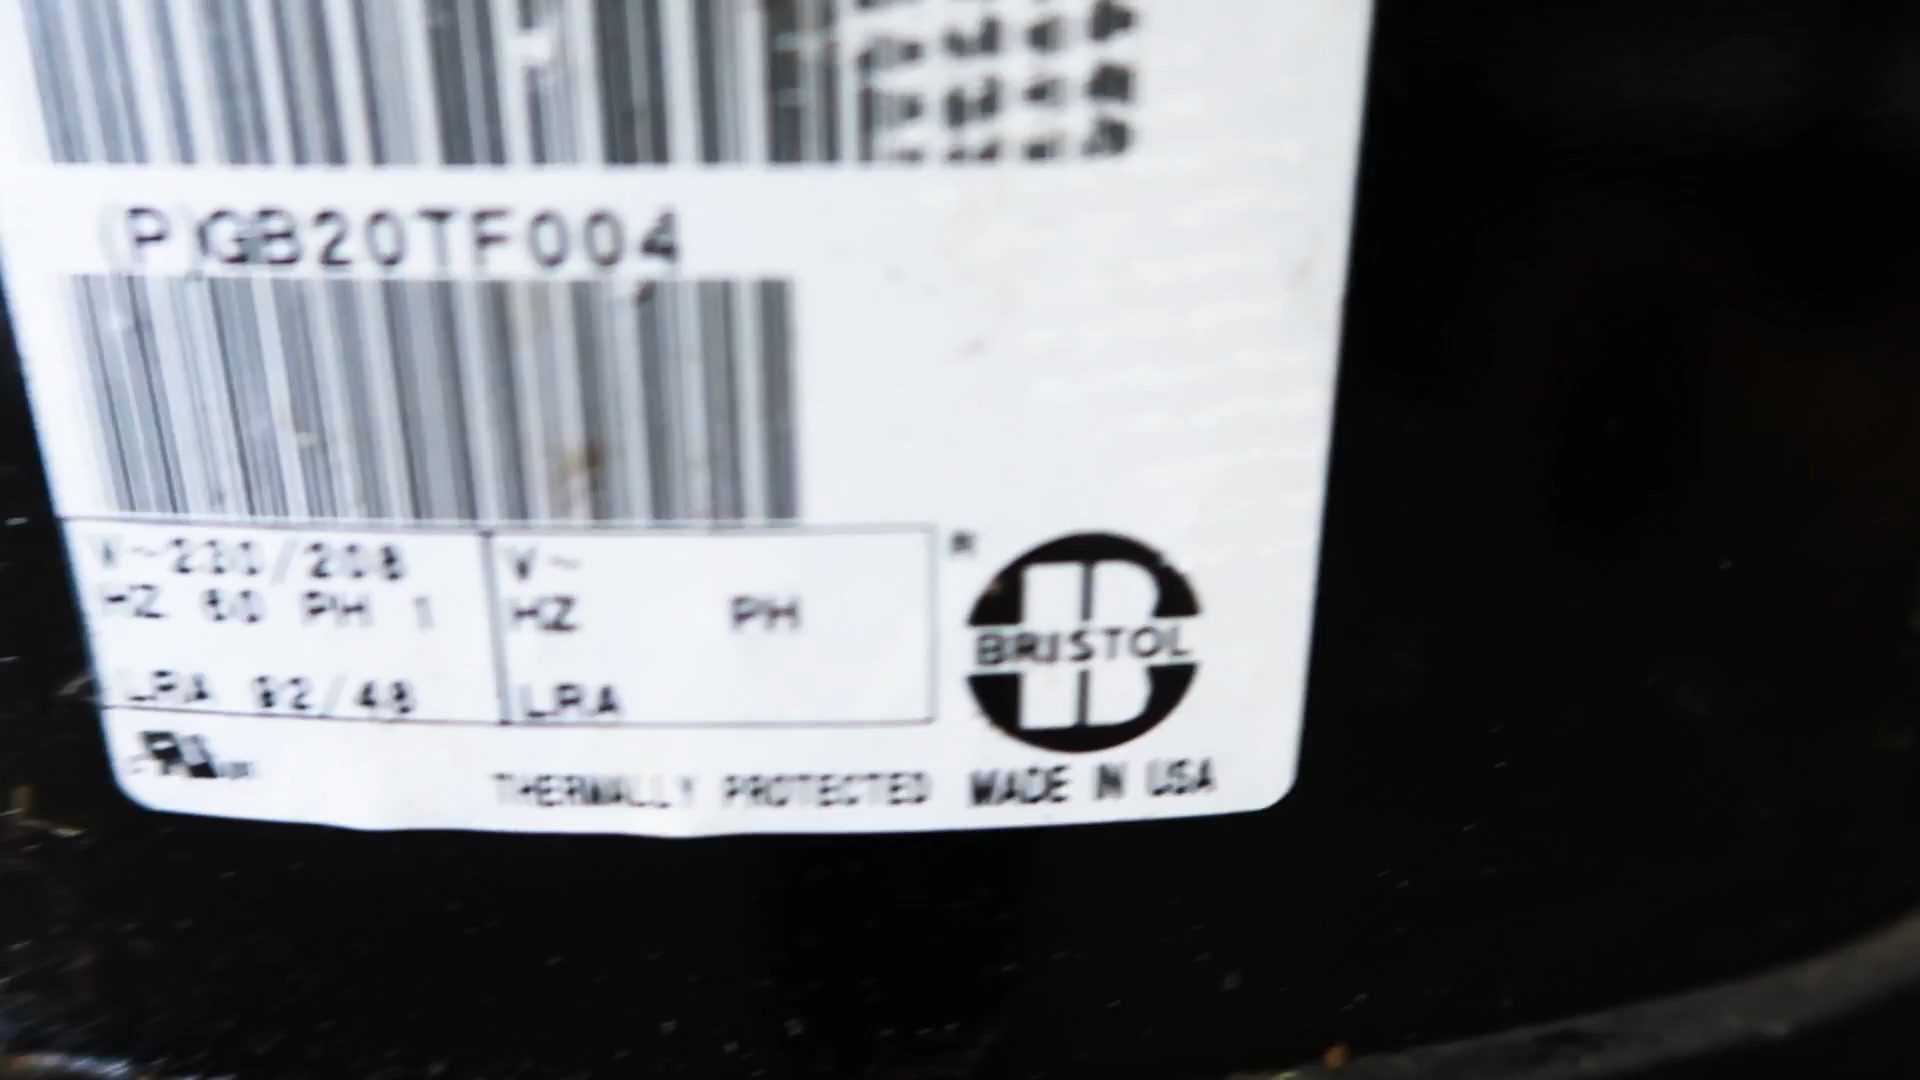 (P)GB20TF004
V~230/208
HZ 60 PH 1
LRA 92/48
V~
HZ PH
LRA
BRISTOL
THERMALLY PROTECTED MADE IN USA